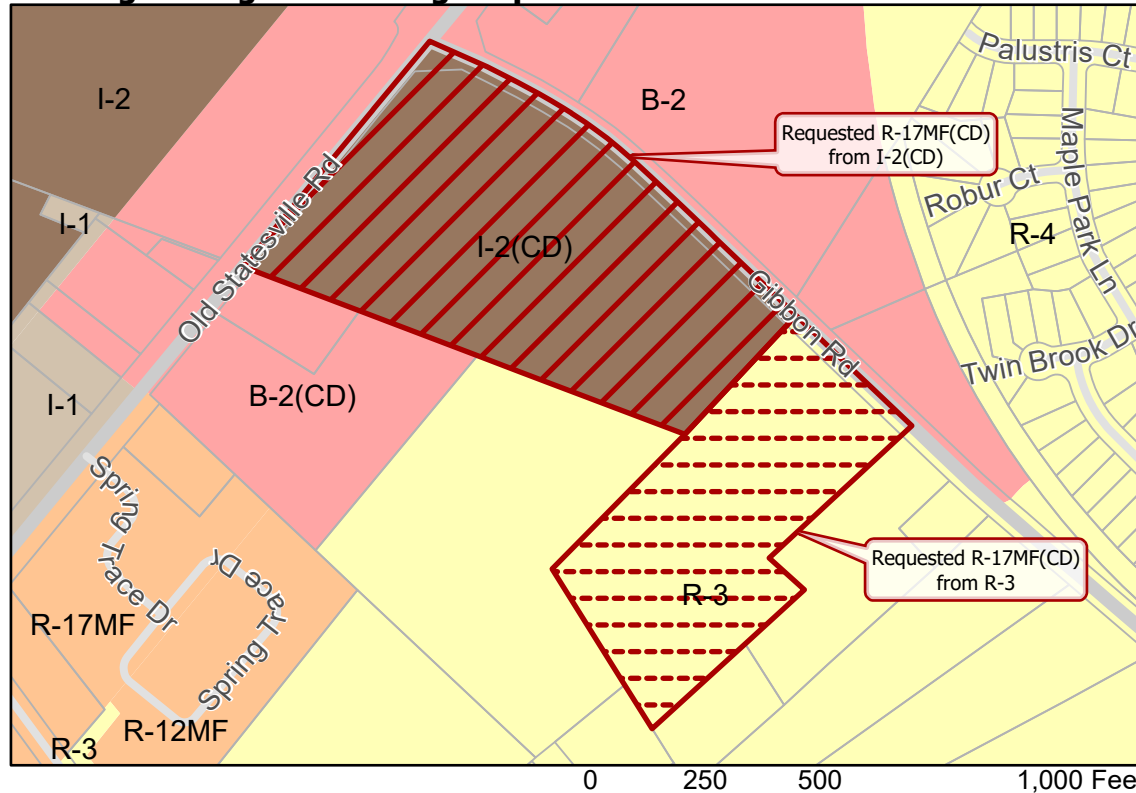 I-2
B-2
Palustris Ct
Requested R-17MF(CD)
from I-2(CD)
Maple Park Ln
Robur Ct
I-1
R-4
Old Statesville Rd
I-2(CD)
Gibbon Rd
Twin Brook Dr
B-2(CD)
I-1
Spring Trace Dr
Requested R-17MF(CD)
from R-3
R-3
R-17MF
Spring Trace Dr
R-12MF
R-3
0 250 500 1,000 Fee